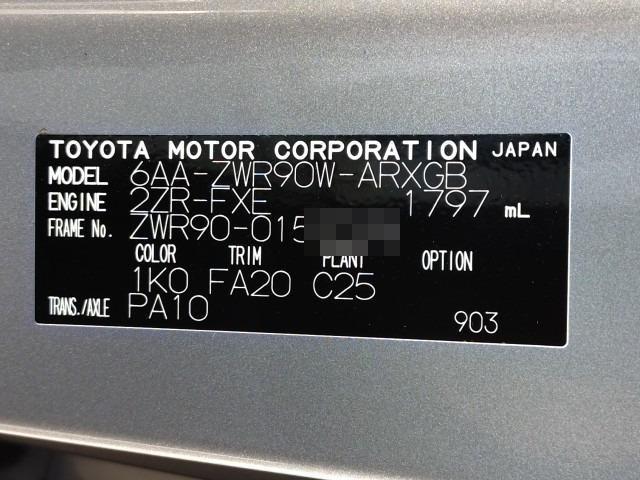 TOYOTA MOTOR CORPORATION JAPAN
MODEL 6AA-ZWR90W-ARXGB
ENGINE 2ZR-FXE 1797 mL
FRAME No. ZWR90-015
COLOR TRIM PLANT OPTION
1K0 FA20 C25
TRANS./AXLE PA10 903